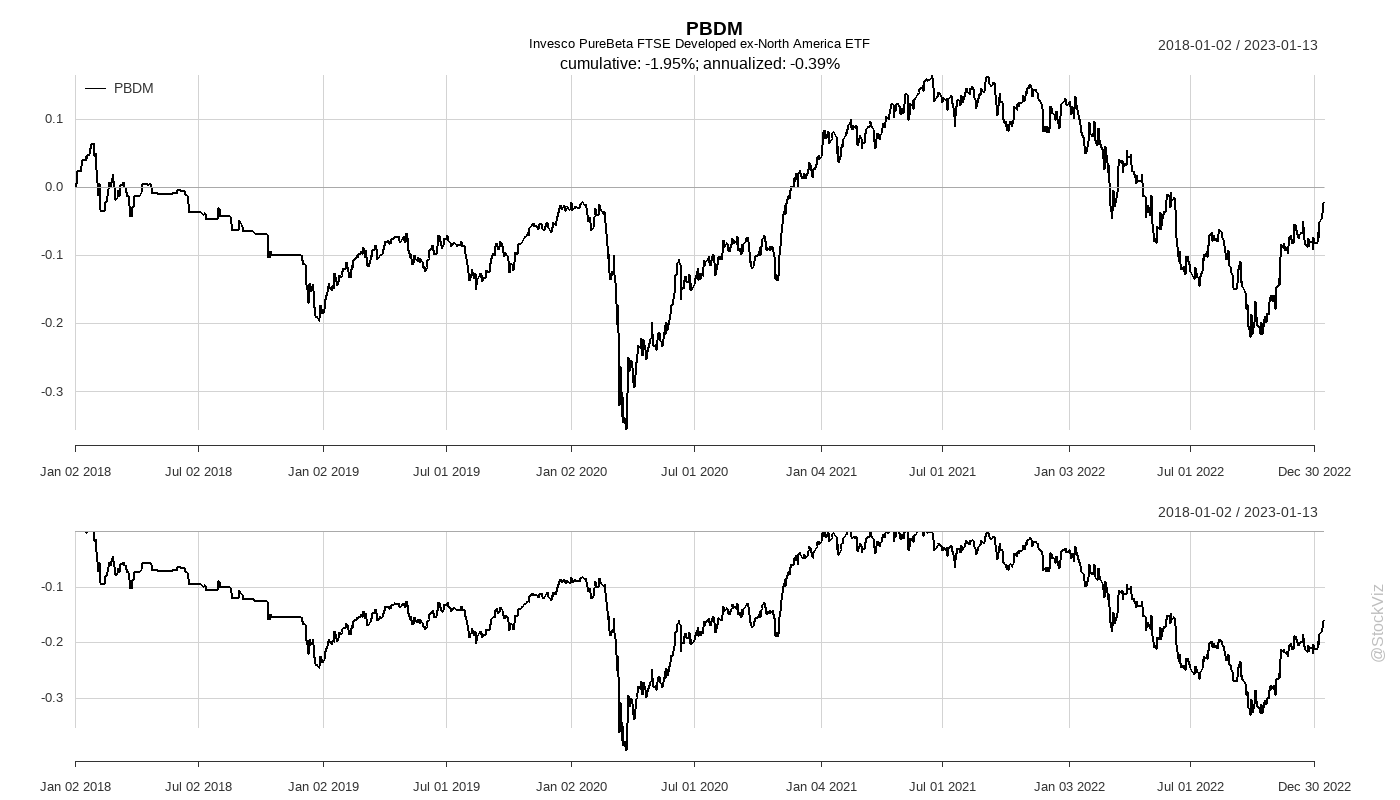 PBDM
Invesco PureBeta FTSE Developed ex-North America ETF
2018-01-02 / 2023-01-13
cumulative: -1.95%; annualized: -0.39%
PBDM
0.1
0.0
-0.1
-0.2
-0.3
Jan 02 2018 Jul 02 2018 Jan 02 2019 Jul 01 2019 Jan 02 2020 Jul 01 2020 Jan 04 2021 Jul 01 2021 Jan 03 2022 Jul 01 2022 Dec 30 2022
2018-01-02 / 2023-01-13
-0.1
-0.2
-0.3
Jan 02 2018 Jul 02 2018 Jan 02 2019 Jul 01 2019 Jan 02 2020 Jul 01 2020 Jan 04 2021 Jul 01 2021 Jan 03 2022 Jul 01 2022 Dec 30 2022
@StockViz